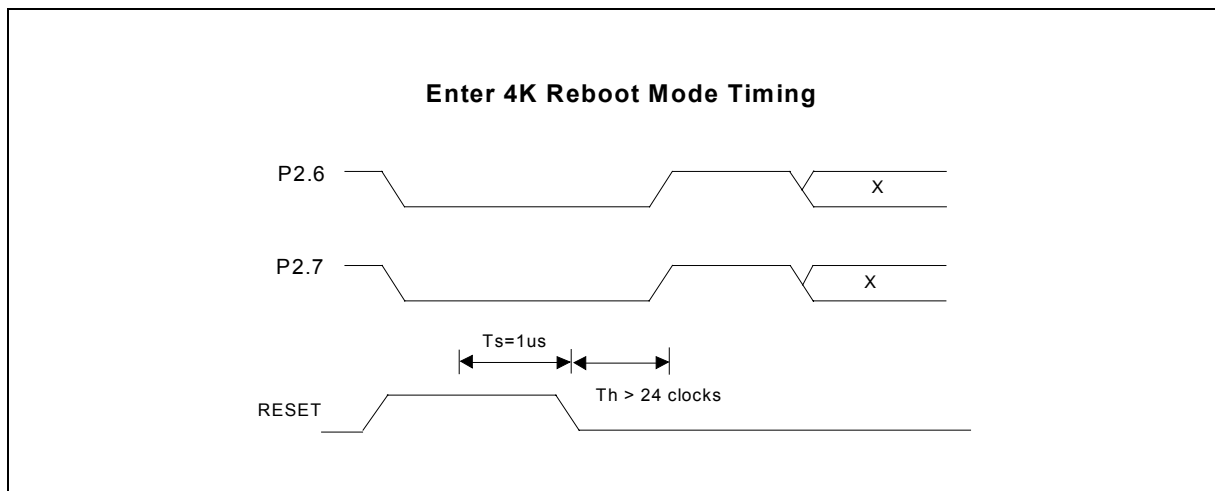 Enter 4K Reboot Mode Timing
P2.6
X
P2.7
X
Ts=1us
Th > 24 clocks
RESET